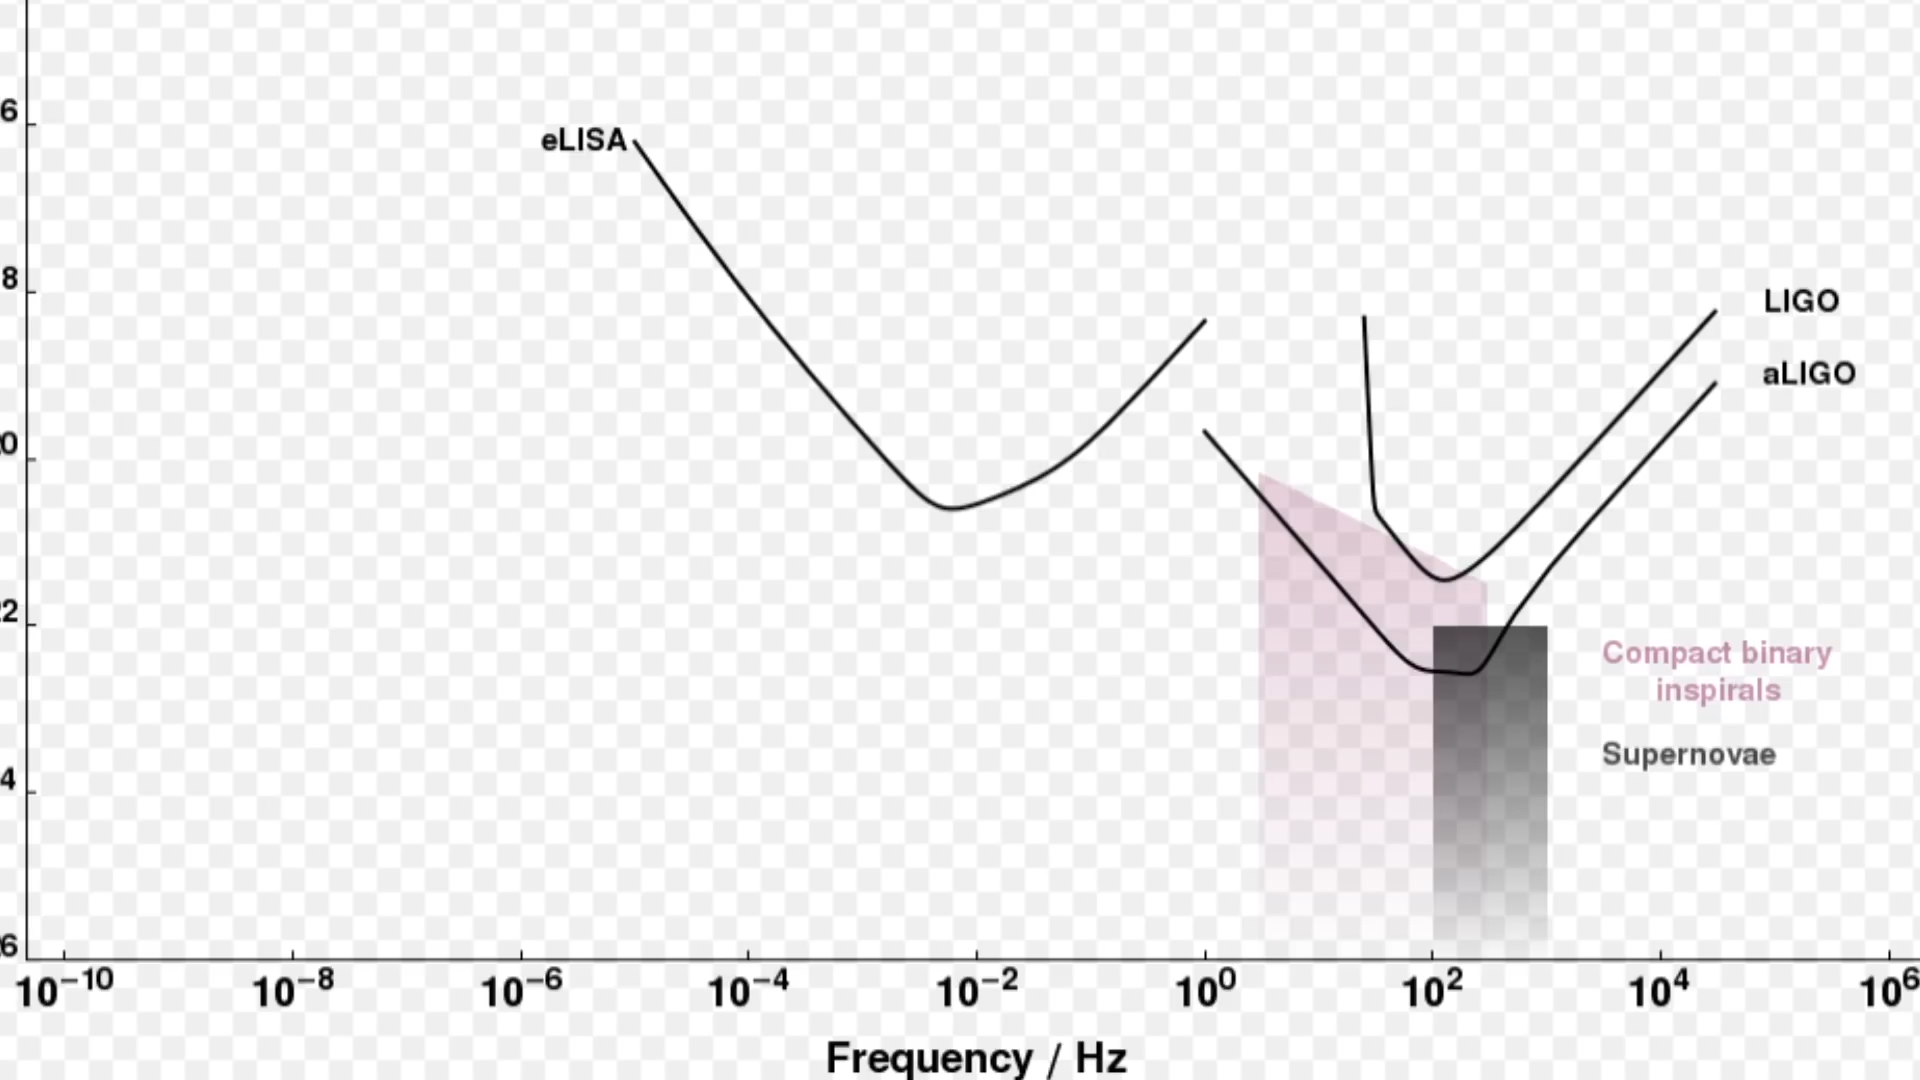 6
eLISA
8
LIGO
aLIGO
0
2
Compact binary
inspirals
Supernovae
4
6
10⁻¹⁰ 10⁻⁸ 10⁻⁶ 10⁻⁴ 10⁻² 10⁰ 10² 10⁴ 10⁶
Frequency / Hz